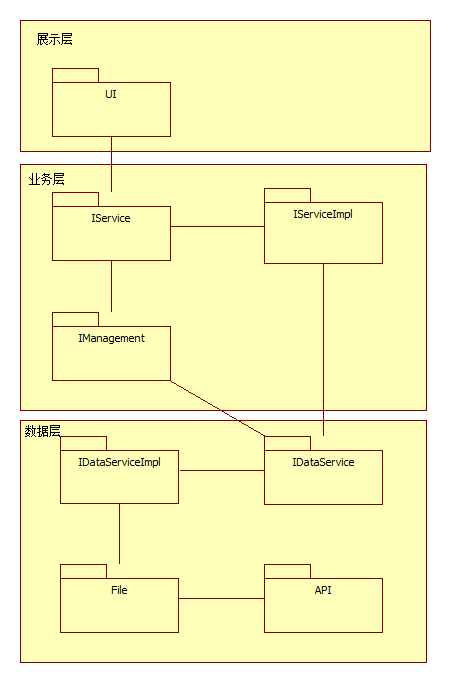 展示层
UI
业务层
IService
IServiceImpl
IManagement
数据层
IDataServiceImpl
IDataService
File
API